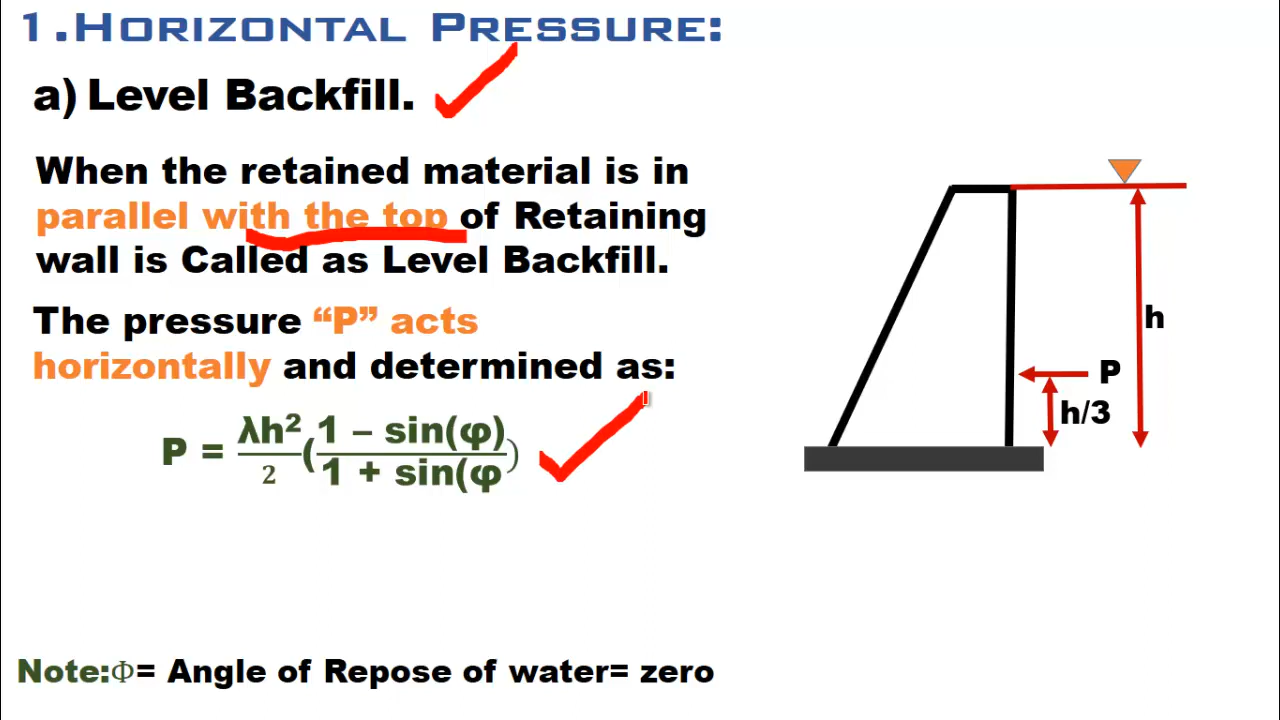 1.Horizontal Pressure:
a) Level Backfill.
When the retained material is in
parallel with the top of Retaining
wall is Called as Level Backfill.
The pressure “P” acts
horizontally and determined as:
P = λh²/2 (1 – sin(φ)/1 + sin(φ)
h
P
h/3
Note:Φ= Angle of Repose of water= zero